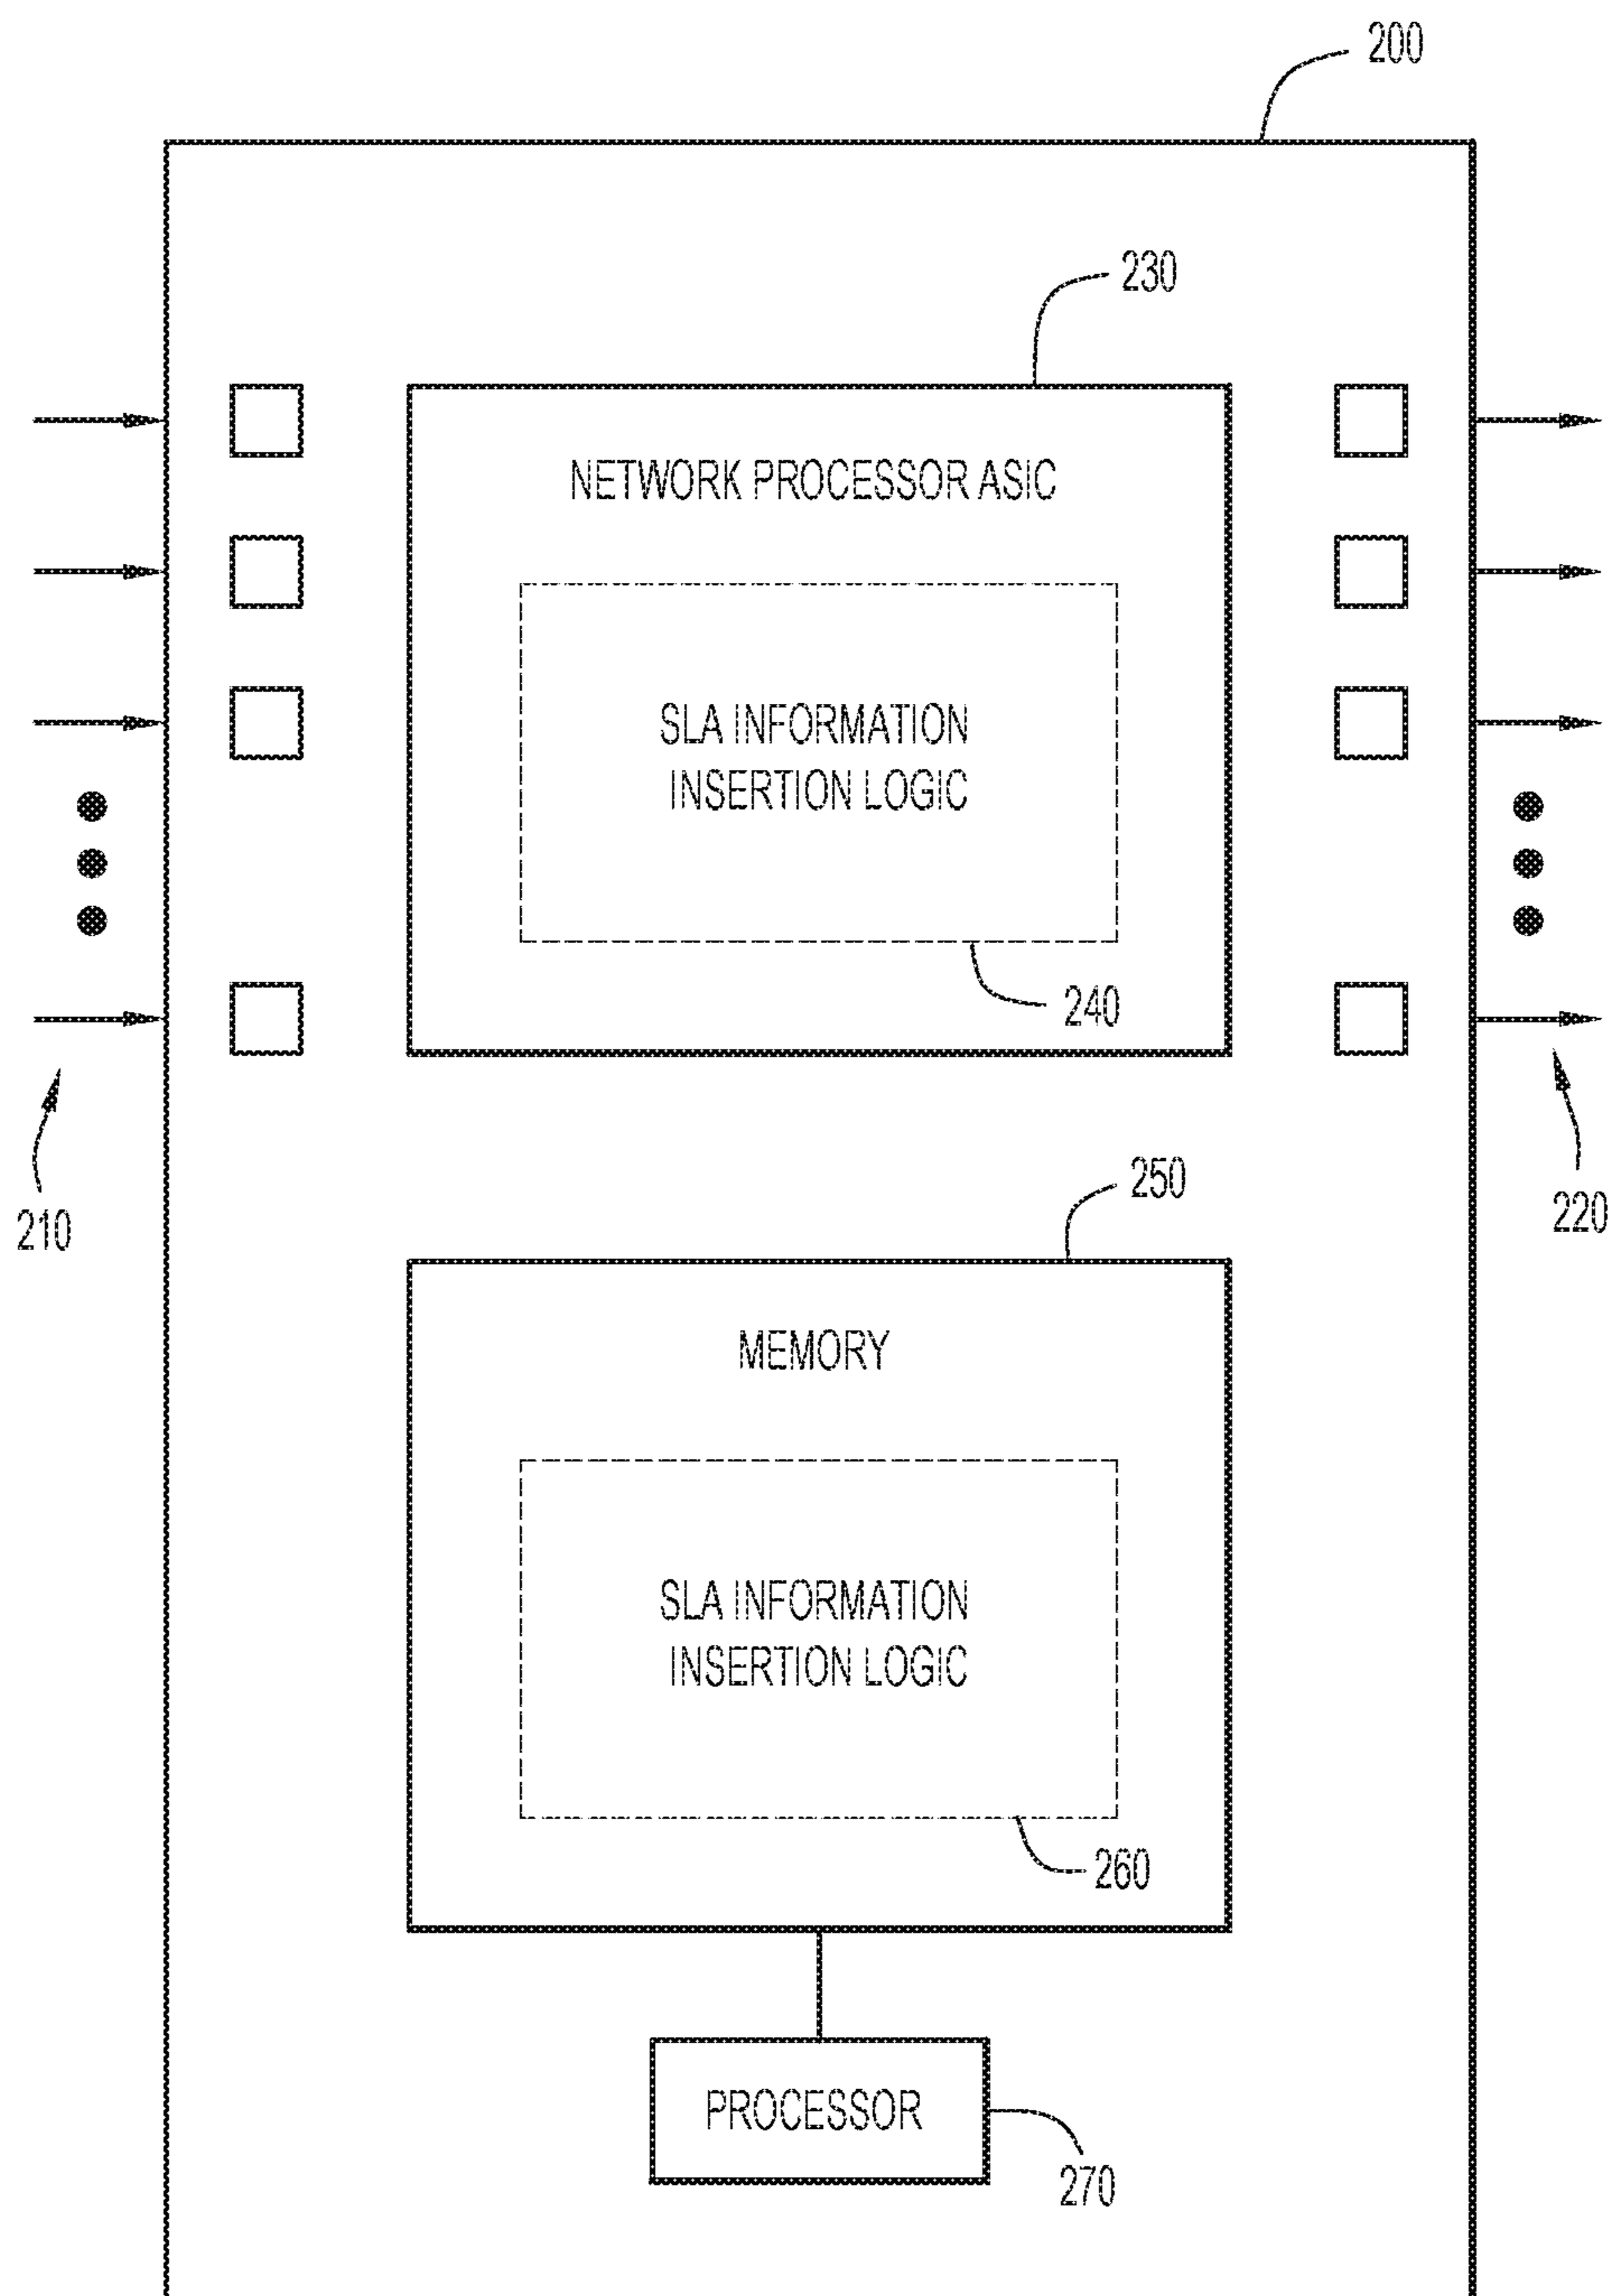 200
230
NETWORK PROCESSOR ASIC
SLA INFORMATION
INSERTION LOGIC
240
210
250
220
MEMORY
SLA INFORMATION
INSERTION LOGIC
260
PROCESSOR
270